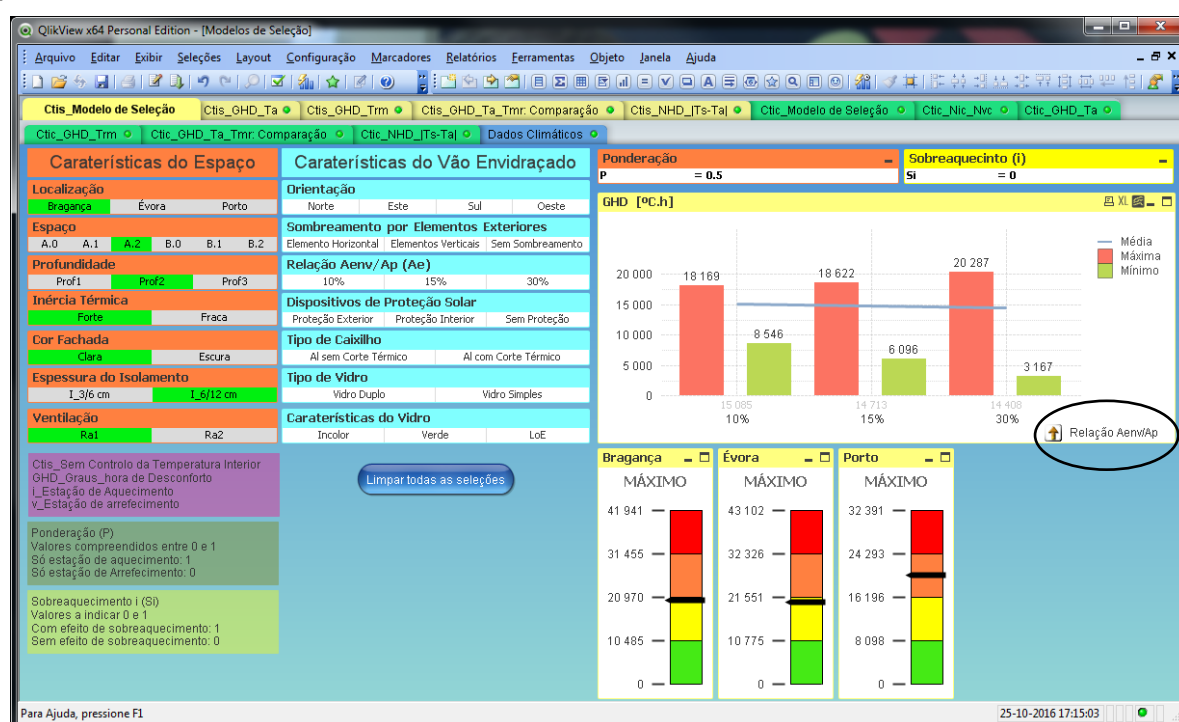 QlikView x64 Personal Edition - [Modelos de Seleção]
Arquivo Editar Exibir Seleções Layout Configuração Marcadores Relatórios Ferramentas Objeto Janela Ajuda
Ctis_Modelo de Seleção Ctis_GHD_Ta Ctis_GHD_Trm Ctis_GHD_Ta_Tmr: Comparação Ctis_NHD_|Ts-Ta| Ctic_Modelo de Seleção Ctic_Nic_Nvc Ctic_GHD_Ta
Ctic_GHD_Trm Ctic_GHD_Ta_Tmr: Comparação Ctic_NHD_|Ts-Ta| Dados Climáticos
Caraterísticas do Espaço
Localização
Bragança Évora Porto
Espaço
A.0 A.1 A.2 B.0 B.1 B.2
Profundidade
Prof1 Prof2 Prof3
Inércia Térmica
Forte Fraca
Cor Fachada
Clara Escura
Espessura do Isolamento
I_3/6 cm I_6/12 cm
Ventilação
Ra1 Ra2
Caraterísticas do Vão Envidraçado
Orientação
Norte Este Sul Oeste
Sombreamento por Elementos Exteriores
Elemento Horizontal Elementos Verticais Sem Sombreamento
Relação Aenv/Ap (Ae)
10% 15% 30%
Dispositivos de Proteção Solar
Proteção Exterior Proteção Interior Sem Proteção
Tipo de Caixilho
Al sem Corte Térmico Al com Corte Térmico
Tipo de Vidro
Vidro Duplo Vidro Simples
Caraterísticas do Vidro
Incolor Verde LoE
Ctis_Sem Controlo da Temperatura Interior
GHD_Graus_hora de Desconforto
i_Estação de Aquecimento
v_Estação de arrefecimento
Ponderação (P)
Valores compreendidos entre 0 e 1
Só estação de aquecimento: 1
Só estação de Arrefecimento: 0
Sobreaquecimento i (Si)
Valores a indicar 0 e 1
Com efeito de sobreaquecimento: 1
Sem efeito de sobreaquecimento: 0
Limpar todas as seleções
Ponderação
P = 0.5
Sobreaquecinto (i)
Si = 0
GHD [ºC.h]
XL
Média
Máxima
Mínimo
20 000
15 000
10 000
5 000
0
18 169 8 546 18 622 6 096 20 287 3 167
15 085 14 713 14 408
10% 15% 30%
Relação Aenv/Ap
Bragança
MÁXIMO
41 941
31 455
20 970
10 485
0
Évora
MÁXIMO
43 102
32 326
21 551
10 775
0
Porto
MÁXIMO
32 391
24 293
16 196
8 098
0
Para Ajuda, pressione F1
25-10-2016 17:15:03